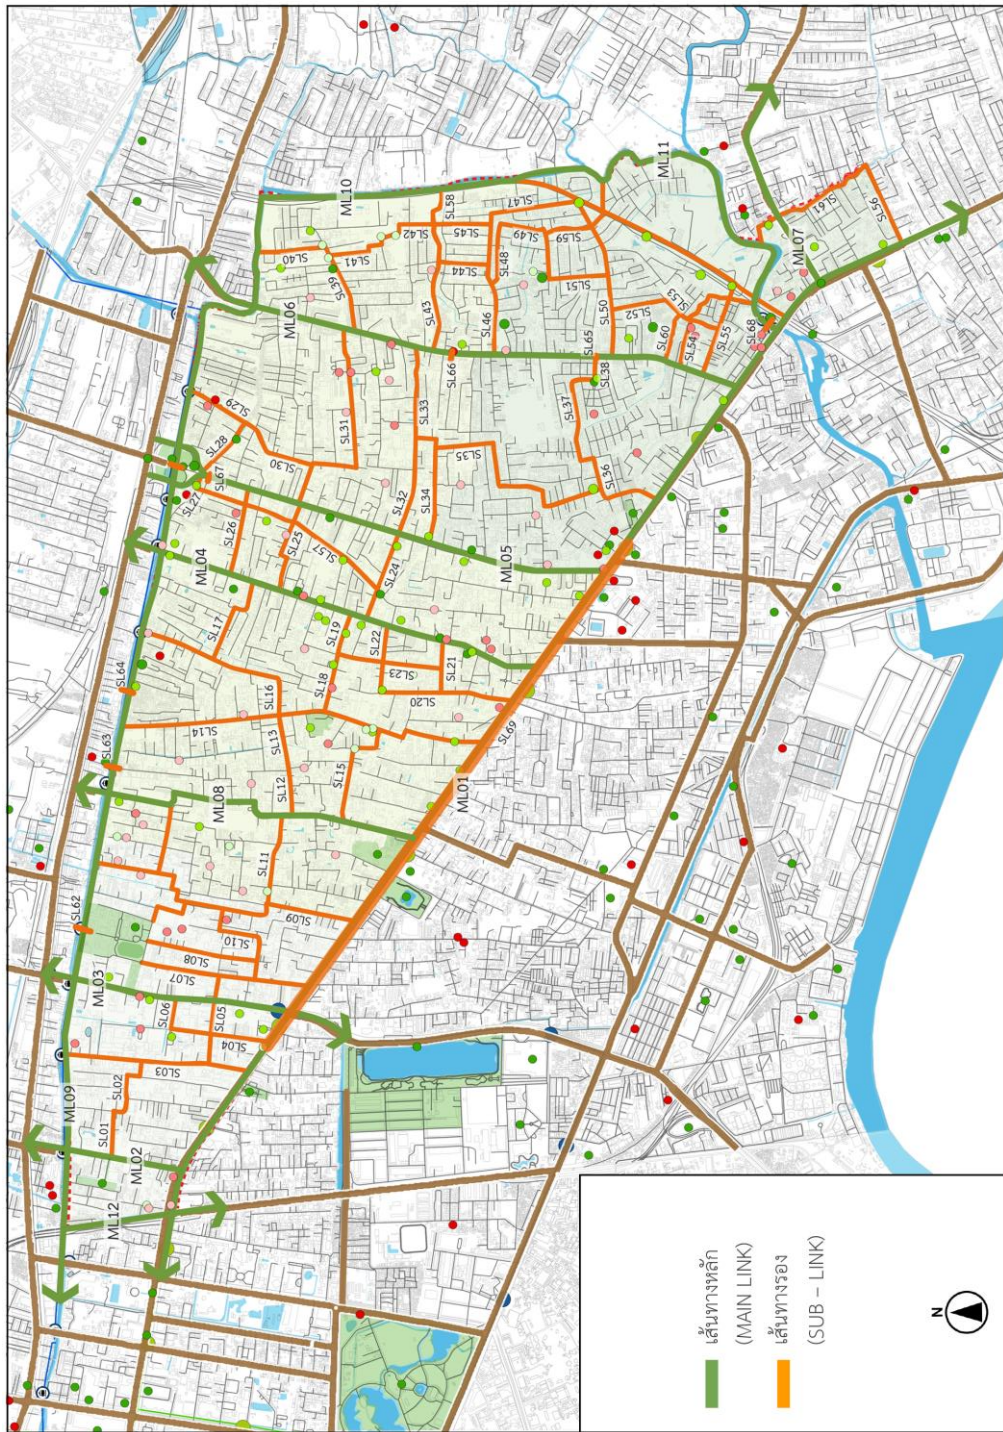 ML10
ML11
ML06
ML07
ML04
ML05
ML08
ML01
ML03
ML09
ML02
ML12
SL40
SL41
SL42
SL58
SL47
SL45
SL49
SL59
SL39
SL44
SL48
SL51
SL43
SL46
SL50
SL52
SL53
SL60
SL54
SL55
SL61
SL56
SL66
SL65
SL68
SL38
SL37
SL36
SL35
SL33
SL31
SL34
SL32
SL29
SL28
SL30
SL67
SL27
SL26
SL25
SL57
SL24
SL17
SL19
SL22
SL21
SL23
SL18
SL20
SL16
SL14
SL13
SL12
SL15
SL69
SL64
SL63
SL62
SL11
SL09
SL10
SL08
SL07
SL06
SL05
SL04
SL03
SL02
SL01
เส้นทางหลัก
(MAIN LINK)
เส้นทางรอง
(SUB – LINK)
N